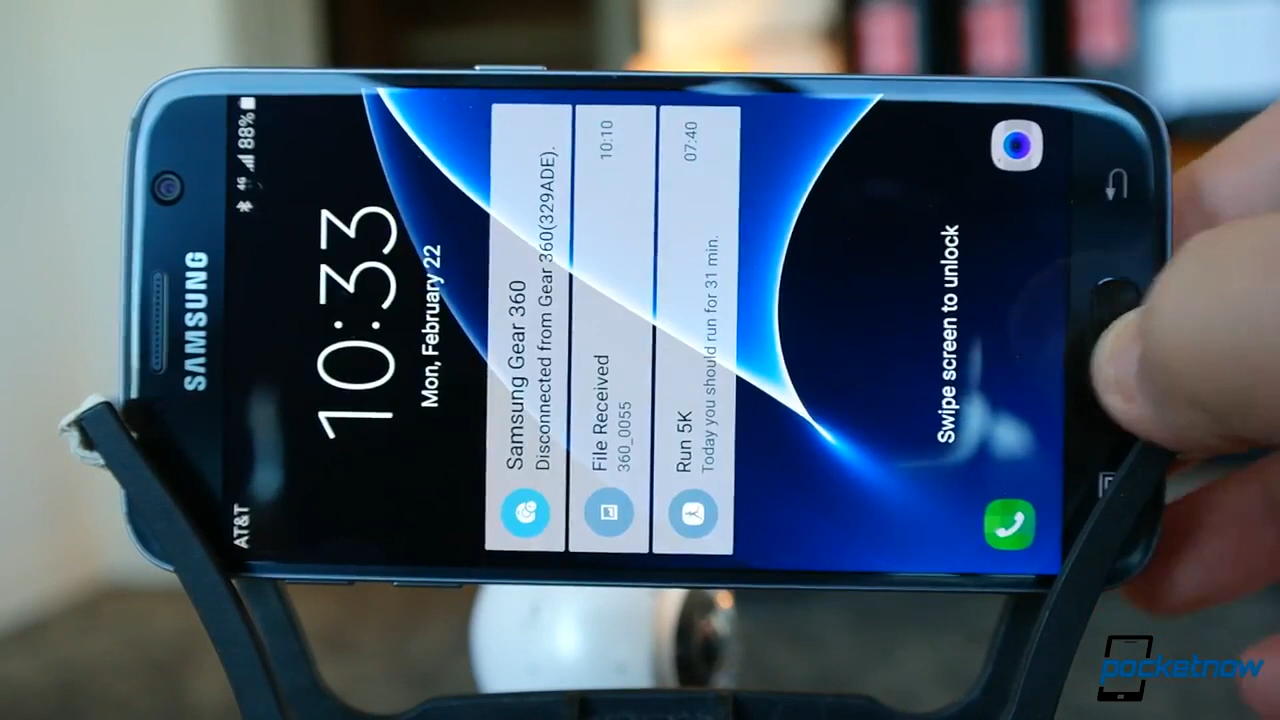 SAMSUNG
AT&T
4G
88%
10:33
Mon, February 22
Samsung Gear 360
Disconnected from Gear 360(329ADE).
File Received
10:10
360_0055
Run 5K
07:40
Today you should run for 31 min.
Swipe screen to unlock
pocketnow